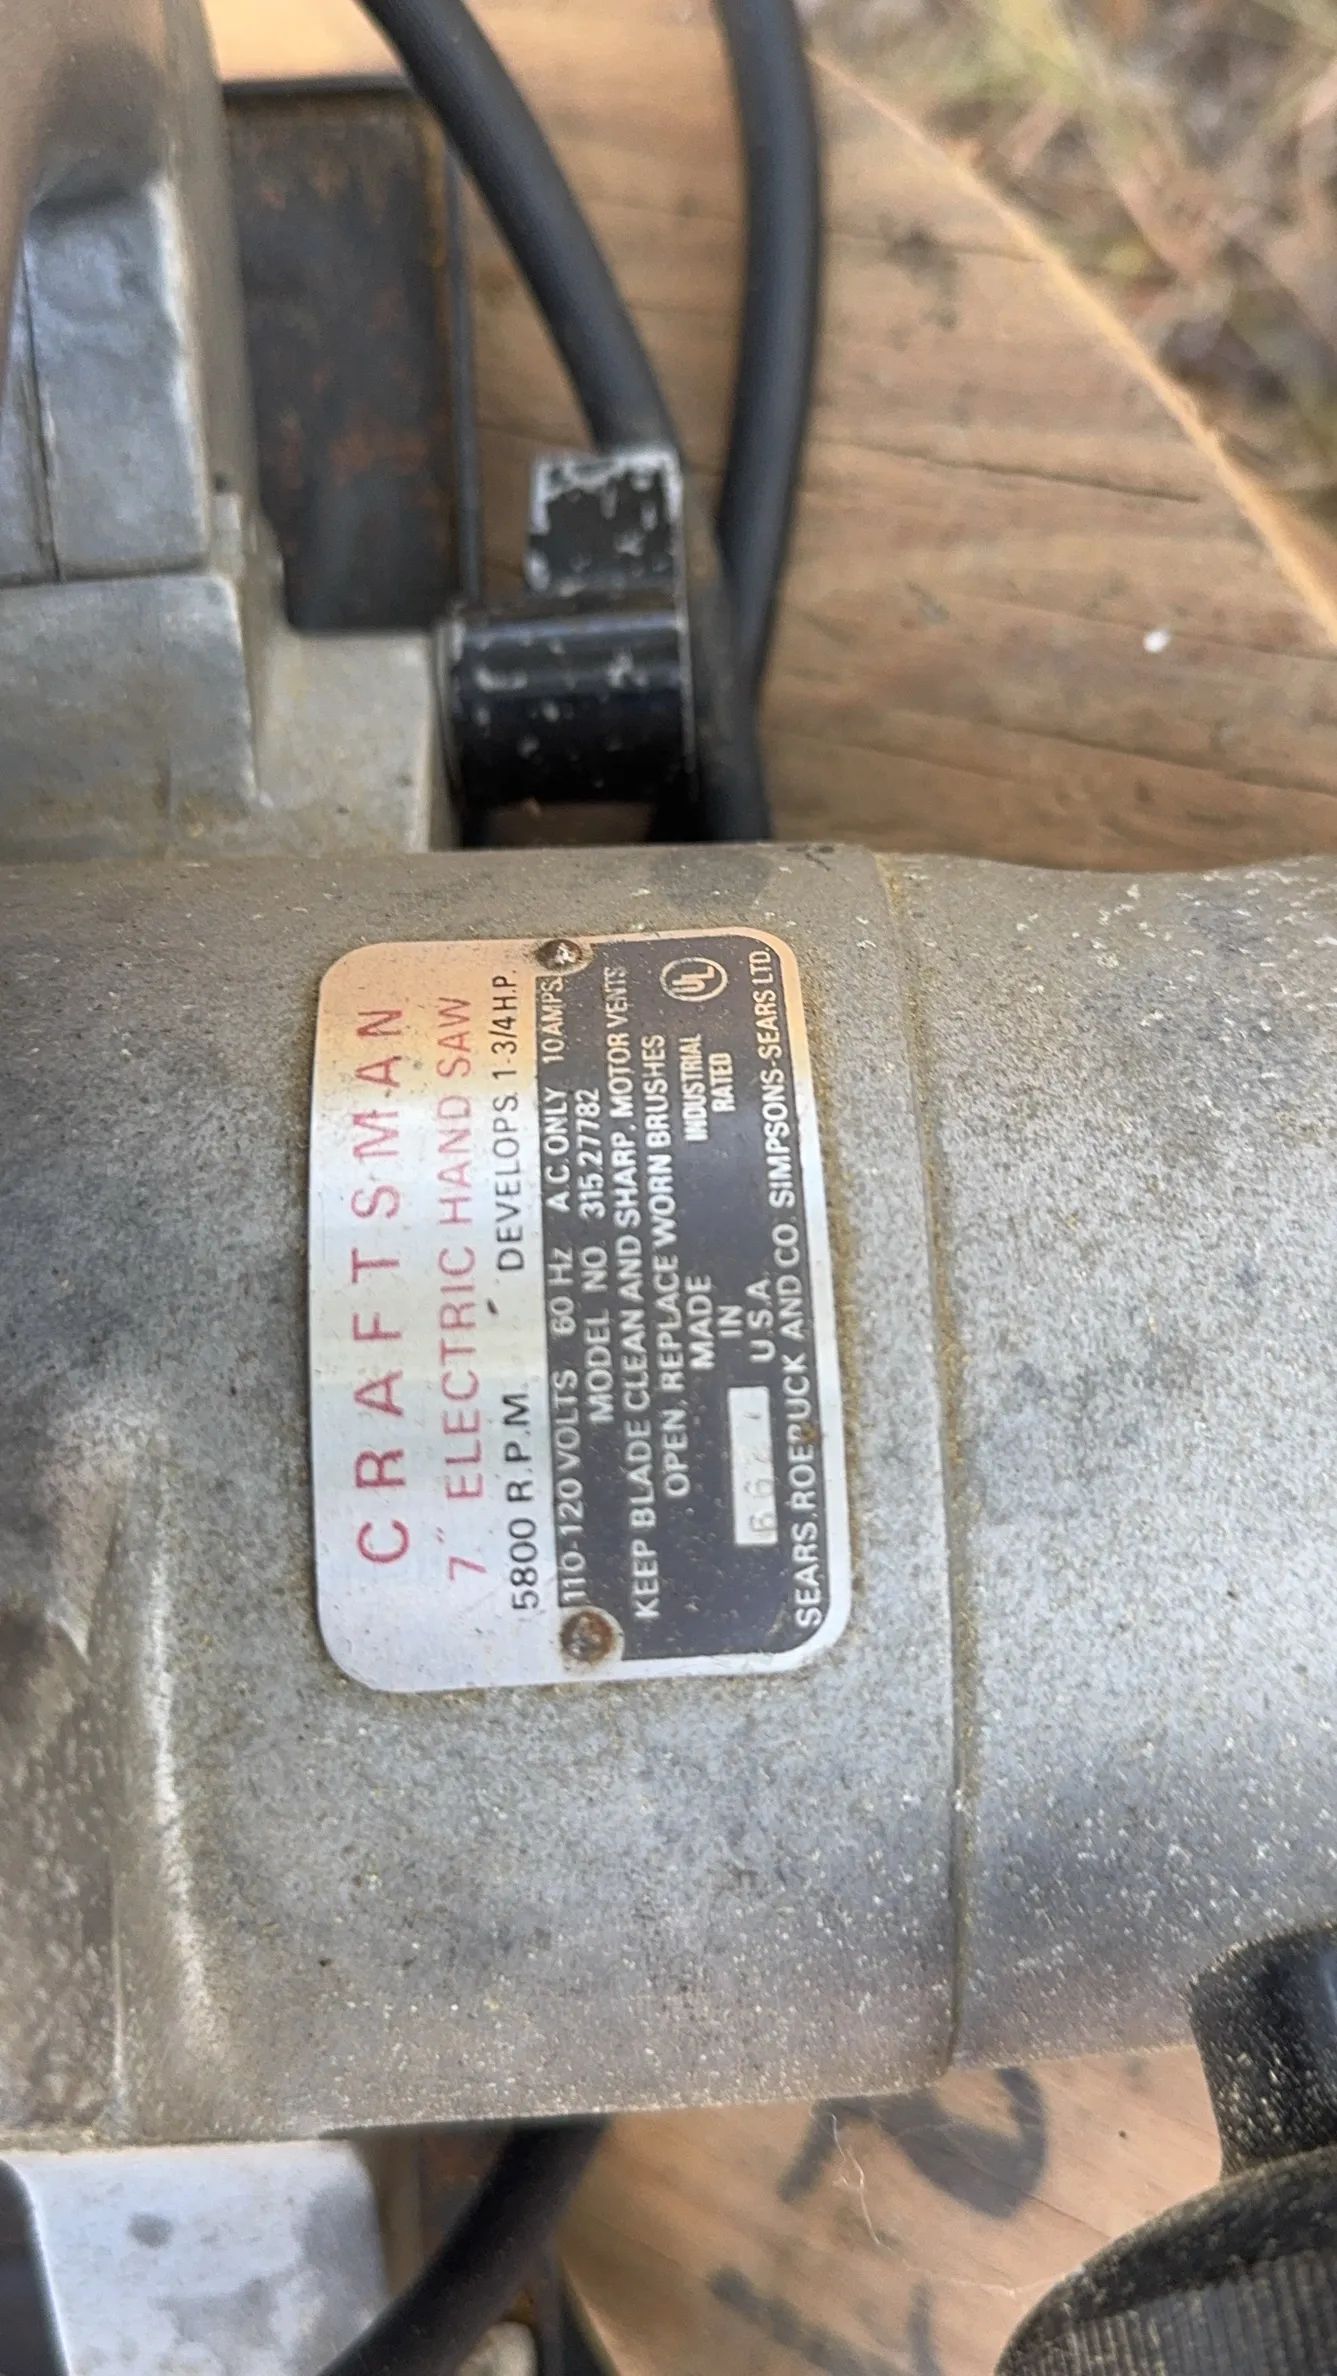 CRAFTSMAN
7" ELECTRIC HAND SAW
5800 R.P.M. DEVELOPS 1-3/4 H.P.
110-120 VOLTS 60 Hz A.C. ONLY 10 AMPS.
MODEL NO. 315.27782
KEEP BLADE CLEAN AND SHARP, MOTOR VENTS
OPEN, REPLACE WORN BRUSHES
MADE
IN
U.S.A.
INDUSTRIAL
RATED
UL
SEARS, ROEBUCK AND CO. SIMPSONS-SEARS LTD.